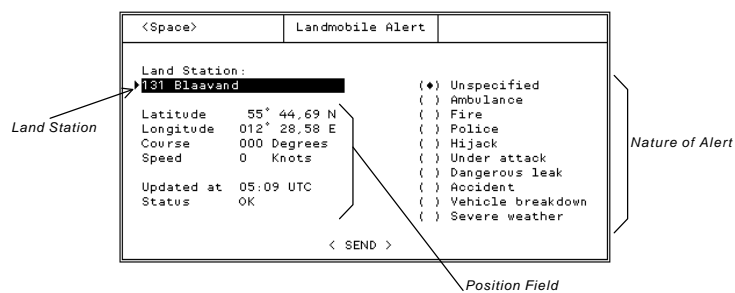 <Space>
Landmobile Alert
Land Station:
131 Blaavand
Latitude 55° 44,69 N
Longitude 012° 28,58 E
Course 000 Degrees
Speed 0 Knots
Updated at 05:09 UTC
Status OK
(♦) Unspecified
( ) Ambulance
( ) Fire
( ) Police
( ) Hijack
( ) Under attack
( ) Dangerous leak
( ) Accident
( ) Vehicle breakdown
( ) Severe weather
< SEND >
Land Station
Nature of Alert
Position Field